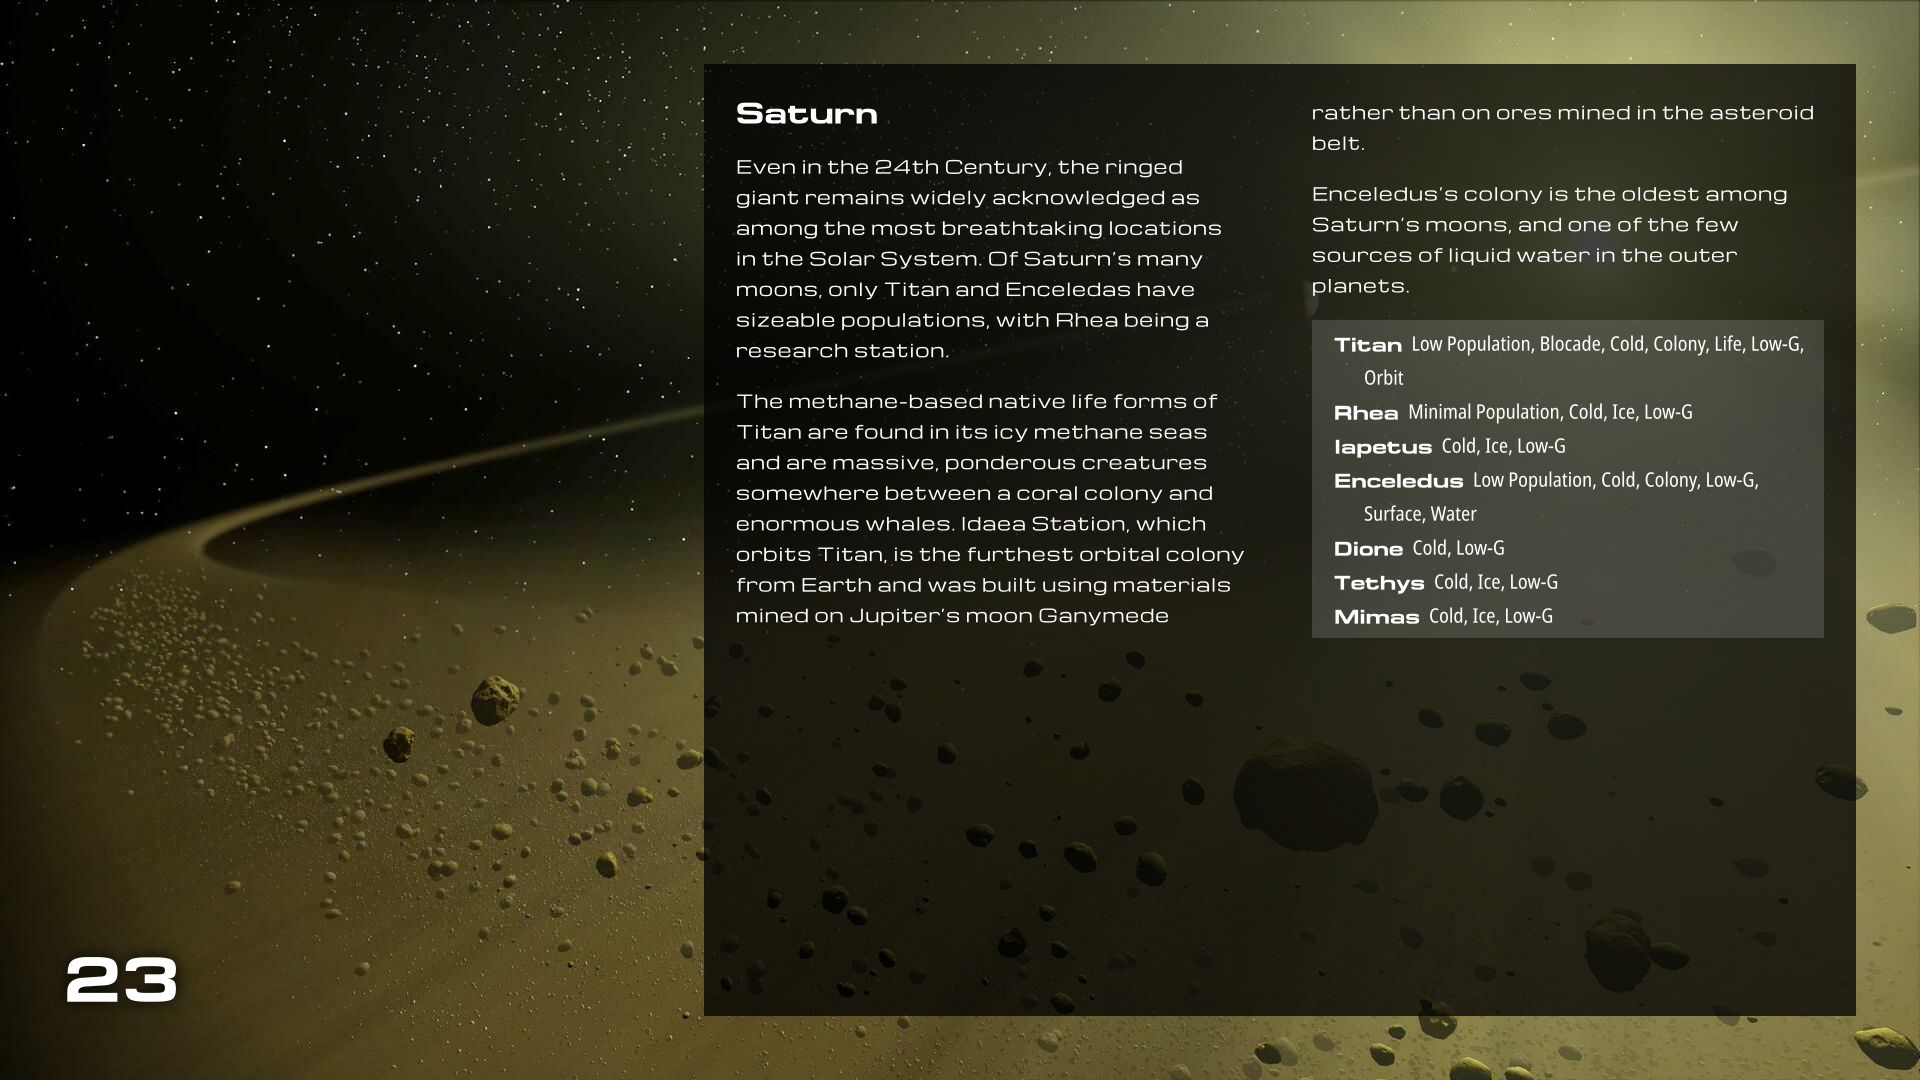 Saturn
Even in the 24th Century, the ringed
giant remains widely acknowledged as
among the most breathtaking locations
in the Solar System. Of Saturn’s many
moons, only Titan and Enceledas have
sizeable populations, with Rhea being a
research station.
The methane-based native life forms of
Titan are found in its icy methane seas
and are massive, ponderous creatures
somewhere between a coral colony and
enormous whales. Idaea Station, which
orbits Titan, is the furthest orbital colony
from Earth and was built using materials
mined on Jupiter’s moon Ganymede
rather than on ores mined in the asteroid
belt.
Enceledus’s colony is the oldest among
Saturn’s moons, and one of the few
sources of liquid water in the outer
planets.
Titan Low Population, Blocade, Cold, Colony, Life, Low-G,
Orbit
Rhea Minimal Population, Cold, Ice, Low-G
Iapetus Cold, Ice, Low-G
Enceledus Low Population, Cold, Colony, Low-G,
Surface, Water
Dione Cold, Low-G
Tethys Cold, Ice, Low-G
Mimas Cold, Ice, Low-G
23